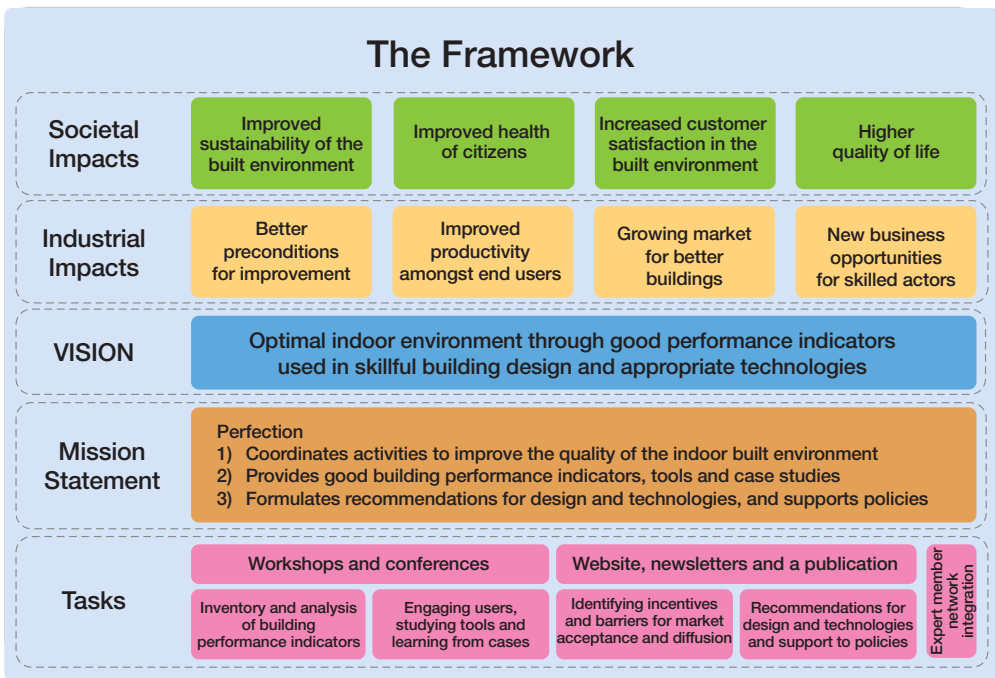 The Framework
Societal
Impacts
Improved
sustainability of the
built environment
Improved health
of citizens
Increased customer
satisfaction in the
built environment
Higher
quality of life
Industrial
Impacts
Better
preconditions
for improvement
Improved
productivity
amongst end users
Growing market
for better
buildings
New business
opportunities
for skilled actors
VISION
Optimal indoor environment through good performance indicators
used in skillful building design and appropriate technologies
Mission
Statement
Perfection
1) Coordinates activities to improve the quality of the indoor built environment
2) Provides good building performance indicators, tools and case studies
3) Formulates recommendations for design and technologies, and supports policies
Tasks
Workshops and conferences
Website, newsletters and a publication
Inventory and analysis
of building
performance indicators
Engaging users,
studying tools and
learning from cases
Identifying incentives
and barriers for market
acceptance and diffusion
Recommendations for
design and technologies
and support to policies
Expert member
network
integration